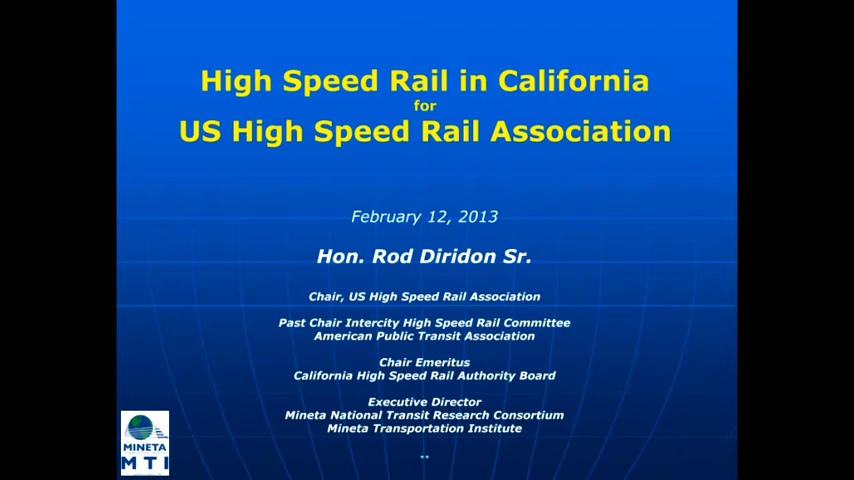 High Speed Rail in California
for
US High Speed Rail Association
February 12, 2013
Hon. Rod Diridon Sr.
Chair, US High Speed Rail Association
Past Chair Intercity High Speed Rail Committee
American Public Transit Association
Chair Emeritus
California High Speed Rail Authority Board
Executive Director
Mineta National Transit Research Consortium
Mineta Transportation Institute
**
MINETA
MTI